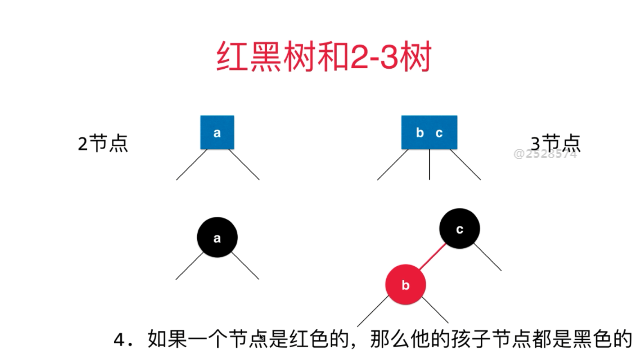 红黑树和2-3树
2节点
a
b c
3节点
@2528574
a
c
b
4. 如果一个节点是红色的，那么他的孩子节点都是黑色的